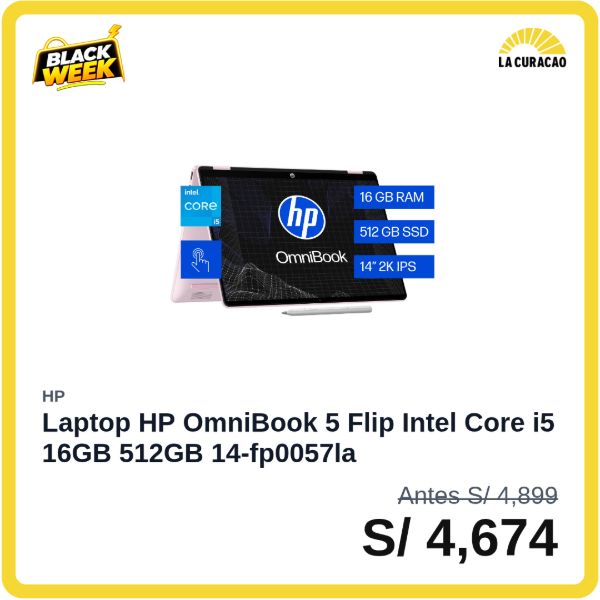 BLACK
WEEK
LA CURACAO
intel.
CORE
i5
hp
OmniBook
16 GB RAM
512 GB SSD
14" 2K IPS
HP
Laptop HP OmniBook 5 Flip Intel Core i5
16GB 512GB 14-fp0057la
Antes S/ 4,899
S/ 4,674